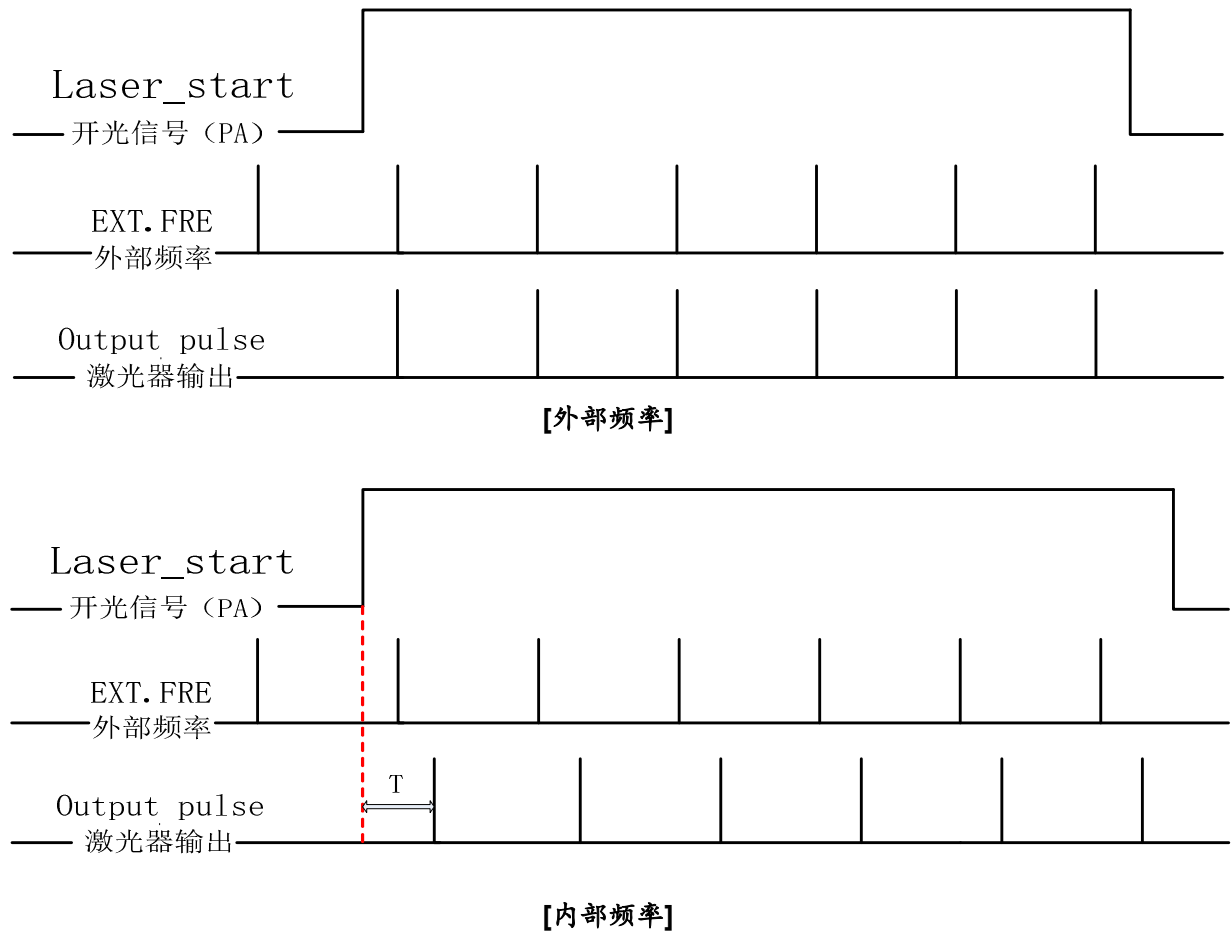 Laser_start
开光信号（PA）
EXT.FRE
外部频率
Output pulse
激光器输出
[外部频率]
Laser_start
开光信号（PA）
EXT.FRE
外部频率
T
Output pulse
激光器输出
[内部频率]